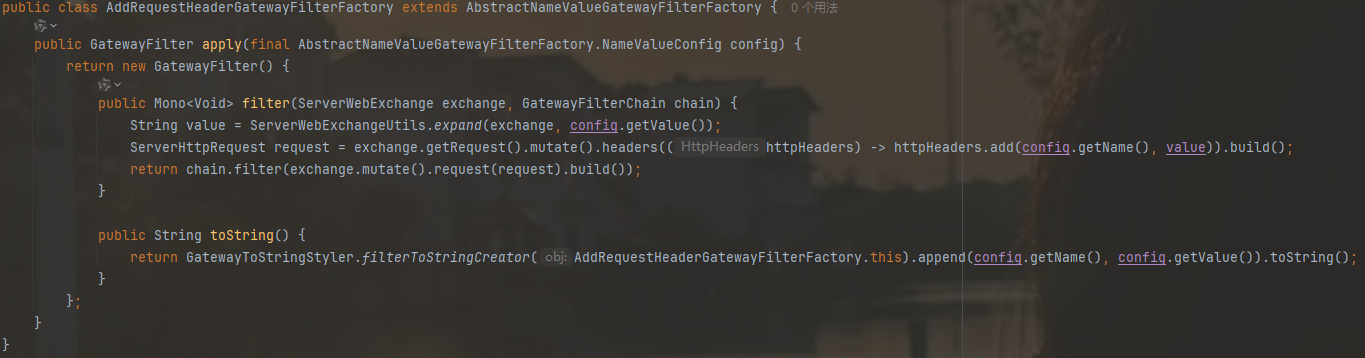 public class AddRequestHeaderGatewayFilterFactory extends AbstractNameValueGatewayFilterFactory { 0 个用法
public GatewayFilter apply(final AbstractNameValueGatewayFilterFactory.NameValueConfig config) {
return new GatewayFilter() {
public Mono<Void> filter(ServerWebExchange exchange, GatewayFilterChain chain) {
String value = ServerWebExchangeUtils.expand(exchange, config.getValue());
ServerHttpRequest request = exchange.getRequest().mutate().headers(( HttpHeaders httpHeaders) -> httpHeaders.add(config.getName(), value)).build();
return chain.filter(exchange.mutate().request(request).build());
}
public String toString() {
return GatewayToStringStyler.filterToStringCreator( obj: AddRequestHeaderGatewayFilterFactory.this).append(config.getName(), config.getValue()).toString();
}
};
}
}